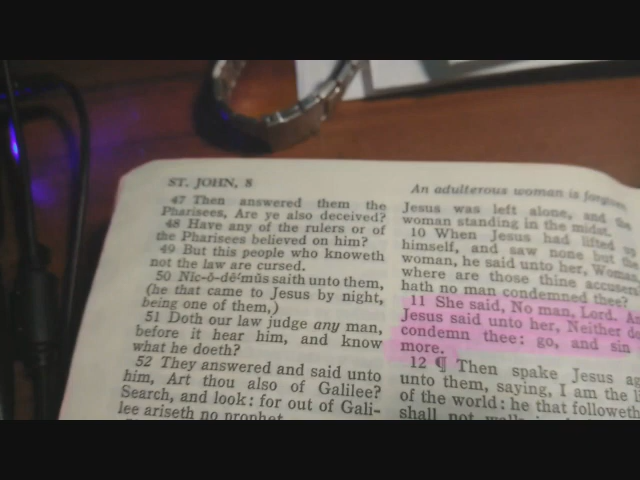 ST. JOHN, 8
47 Then answered them the
Pharisees, Are ye also deceived?
48 Have any of the rulers or of
the Pharisees believed on him?
49 But this people who knoweth
not the law are cursed.
50 Nic-ŏ-dē′mŭs saith unto them,
(he that came to Jesus by night,
being one of them,)
51 Doth our law judge any man,
before it hear him, and know
what he doeth?
52 They answered and said unto
him, Art thou also of Galilee?
Search, and look: for out of Gali-
lee ariseth no prophet.
An adulterous woman is forgiven
Jesus was left alone, and the
woman standing in the midst.
10 When Jesus had lifted up
himself, and saw none but the
woman, he said unto her, Woman,
where are those thine accusers?
hath no man condemned thee?
11 She said, No man, Lord. An
Jesus said unto her, Neither do
condemn thee: go, and sin
more.
12 ¶ Then spake Jesus ag
unto them, saying, I am the li
of the world: he that followeth
shall not walk in